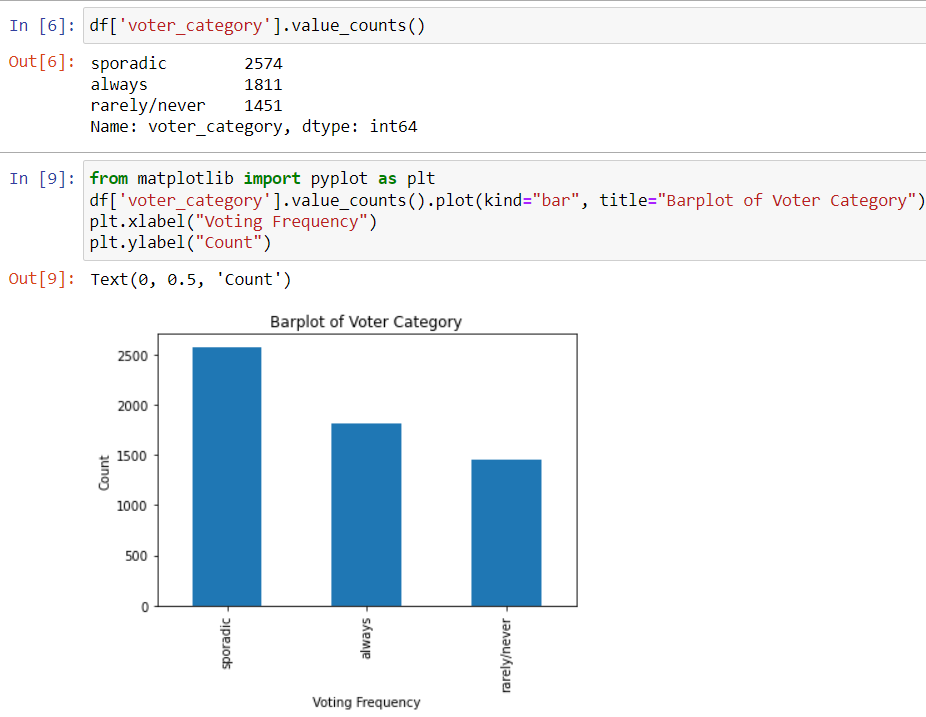 In [6]: df['voter_category'].value_counts()
Out[6]: sporadic 2574
always 1811
rarely/never 1451
Name: voter_category, dtype: int64
In [9]: from matplotlib import pyplot as plt
df['voter_category'].value_counts().plot(kind="bar", title="Barplot of Voter Category")
plt.xlabel("Voting Frequency")
plt.ylabel("Count")
Out[9]: Text(0, 0.5, 'Count')
Barplot of Voter Category
2500
2000
1500
1000
500
0
Count
sporadic
always
rarely/never
Voting Frequency